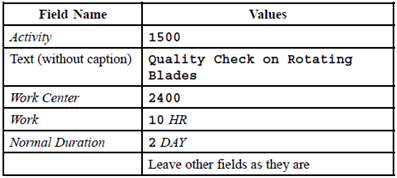 Field Name Values
Activity 1500
Text (without caption) Quality Check on Rotating
Blades
Work Center 2400
Work 10 HR
Normal Duration 2 DAY
Leave other fields as they are